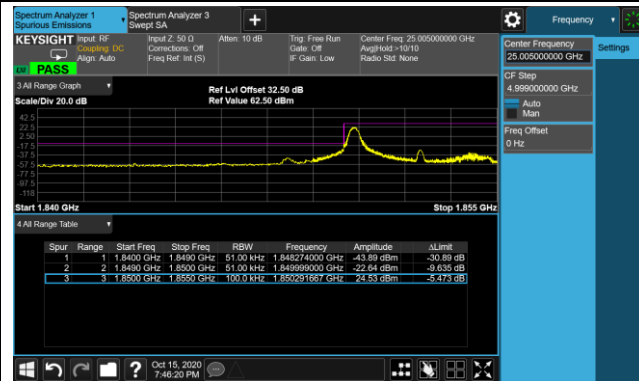 Spectrum Analyzer 1
Spurious Emissions
Spectrum Analyzer 3
Swept SA
Frequency
KEYSIGHT
Input: RF
Coupling: DC
Align: Auto
Input Z: 50 Ω
Corrections: Off
Freq Ref: Int (S)
Atten: 10 dB
Trig: Free Run
Gate: Off
IF Gain: Low
Center Freq: 25.005000000 GHz
Avg|Hold:>10/10
Radio Std: None
LXI PASS
Center Frequency
25.005000000 GHz
Settings
CF Step
4.999000000 GHz
Auto
Man
Freq Offset
0 Hz
3 All Range Graph
Ref Lvl Offset 32.50 dB
Scale/Div 20.0 dB
Ref Value 62.50 dBm
42.5
22.5
2.50
-17.5
-37.5
-57.5
-77.5
-97.5
-118
Start 1.840 GHz
Stop 1.855 GHz
4 All Range Table
Spur Range Start Freq Stop Freq RBW Frequency Amplitude ΔLimit
1 1 1.8400 GHz 1.8490 GHz 51.00 kHz 1.848274000 GHz -43.89 dBm -30.89 dB
2 2 1.8490 GHz 1.8500 GHz 51.00 kHz 1.849999000 GHz -22.64 dBm -9.635 dB
3 3 1.8500 GHz 1.8550 GHz 100.0 kHz 1.850291667 GHz 24.53 dBm -5.473 dB
?
Oct 15, 2020
7:46:20 PM